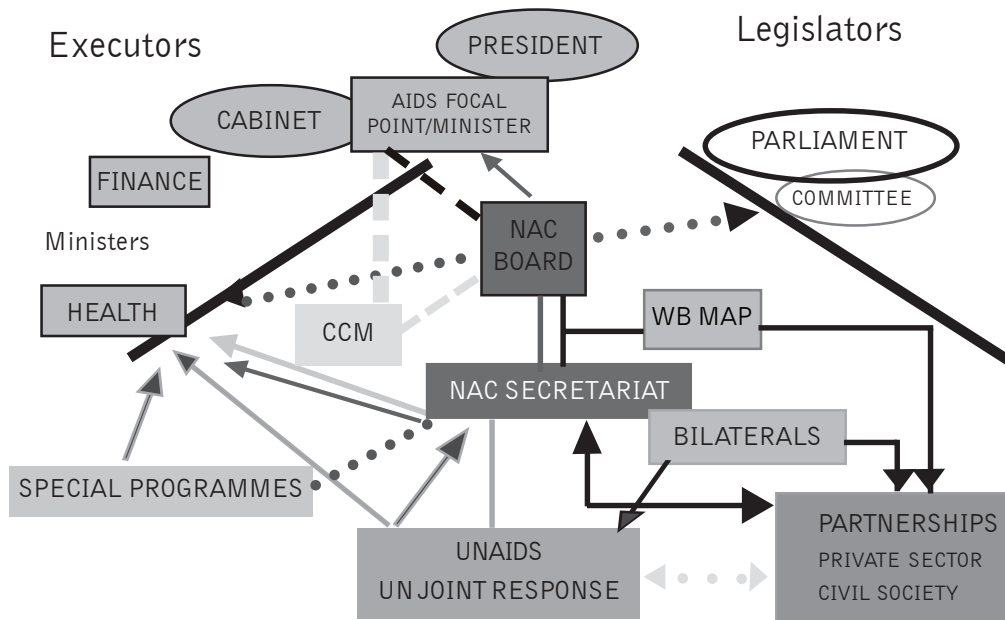 Executors
Legislators
PRESIDENT
CABINET
AIDS FOCAL
POINT/MINISTER
PARLIAMENT
COMMITTEE
FINANCE
Ministers
NAC
BOARD
HEALTH
CCM
WB MAP
NAC SECRETARIAT
BILATERALS
SPECIAL PROGRAMMES
UNAIDS
UN JOINT RESPONSE
PARTNERSHIPS
PRIVATE SECTOR
CIVIL SOCIETY